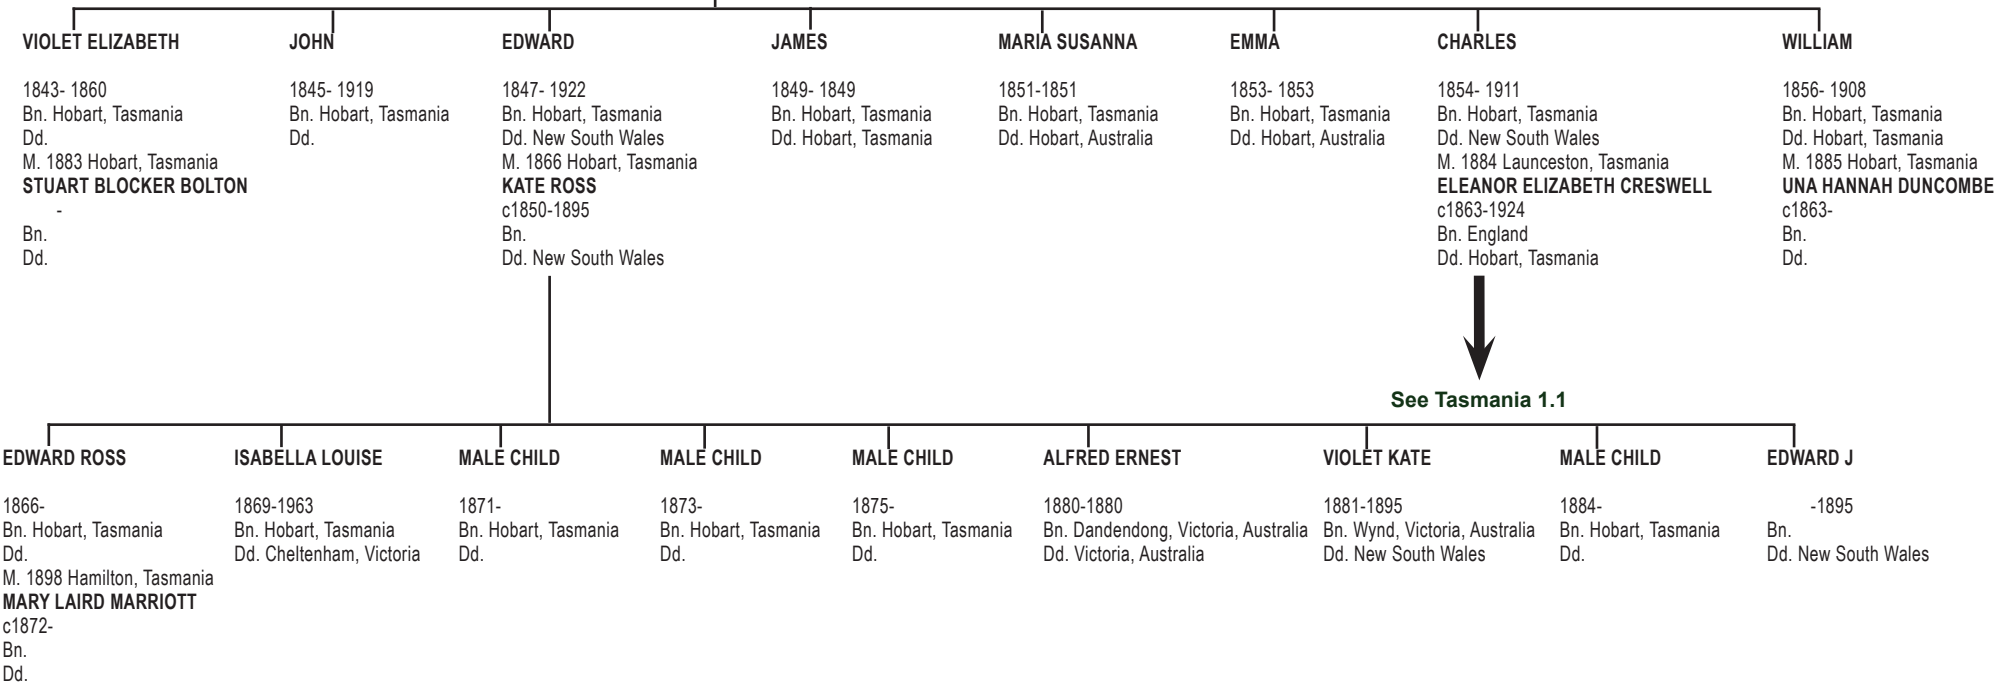 VIOLET ELIZABETH
1843- 1860
Bn. Hobart, Tasmania
Dd.
M. 1883 Hobart, Tasmania
STUART BLOCKER BOLTON
-
Bn.
Dd.
JOHN
1845- 1919
Bn. Hobart, Tasmania
Dd.
EDWARD
1847- 1922
Bn. Hobart, Tasmania
Dd. New South Wales
M. 1866 Hobart, Tasmania
KATE ROSS
c1850-1895
Bn.
Dd. New South Wales
JAMES
1849- 1849
Bn. Hobart, Tasmania
Dd. Hobart, Tasmania
MARIA SUSANNA
1851-1851
Bn. Hobart, Tasmania
Dd. Hobart, Australia
EMMA
1853- 1853
Bn. Hobart, Tasmania
Dd. Hobart, Australia
CHARLES
1854- 1911
Bn. Hobart, Tasmania
Dd. New South Wales
M. 1884 Launceston, Tasmania
ELEANOR ELIZABETH CRESWELL
c1863-1924
Bn. England
Dd. Hobart, Tasmania
See Tasmania 1.1
WILLIAM
1856- 1908
Bn. Hobart, Tasmania
Dd. Hobart, Tasmania
M. 1885 Hobart, Tasmania
UNA HANNAH DUNCOMBE
c1863-
Bn.
Dd.
EDWARD ROSS
1866-
Bn. Hobart, Tasmania
Dd.
M. 1898 Hamilton, Tasmania
MARY LAIRD MARRIOTT
c1872-
Bn.
Dd.
ISABELLA LOUISE
1869-1963
Bn. Hobart, Tasmania
Dd. Cheltenham, Victoria
MALE CHILD
1871-
Bn. Hobart, Tasmania
Dd.
MALE CHILD
1873-
Bn. Hobart, Tasmania
Dd.
MALE CHILD
1875-
Bn. Hobart, Tasmania
Dd.
ALFRED ERNEST
1880-1880
Bn. Dandendong, Victoria, Australia
Dd. Victoria, Australia
VIOLET KATE
1881-1895
Bn. Wynd, Victoria, Australia
Dd. New South Wales
MALE CHILD
1884-
Bn. Hobart, Tasmania
Dd.
EDWARD J
-1895
Bn.
Dd. New South Wales